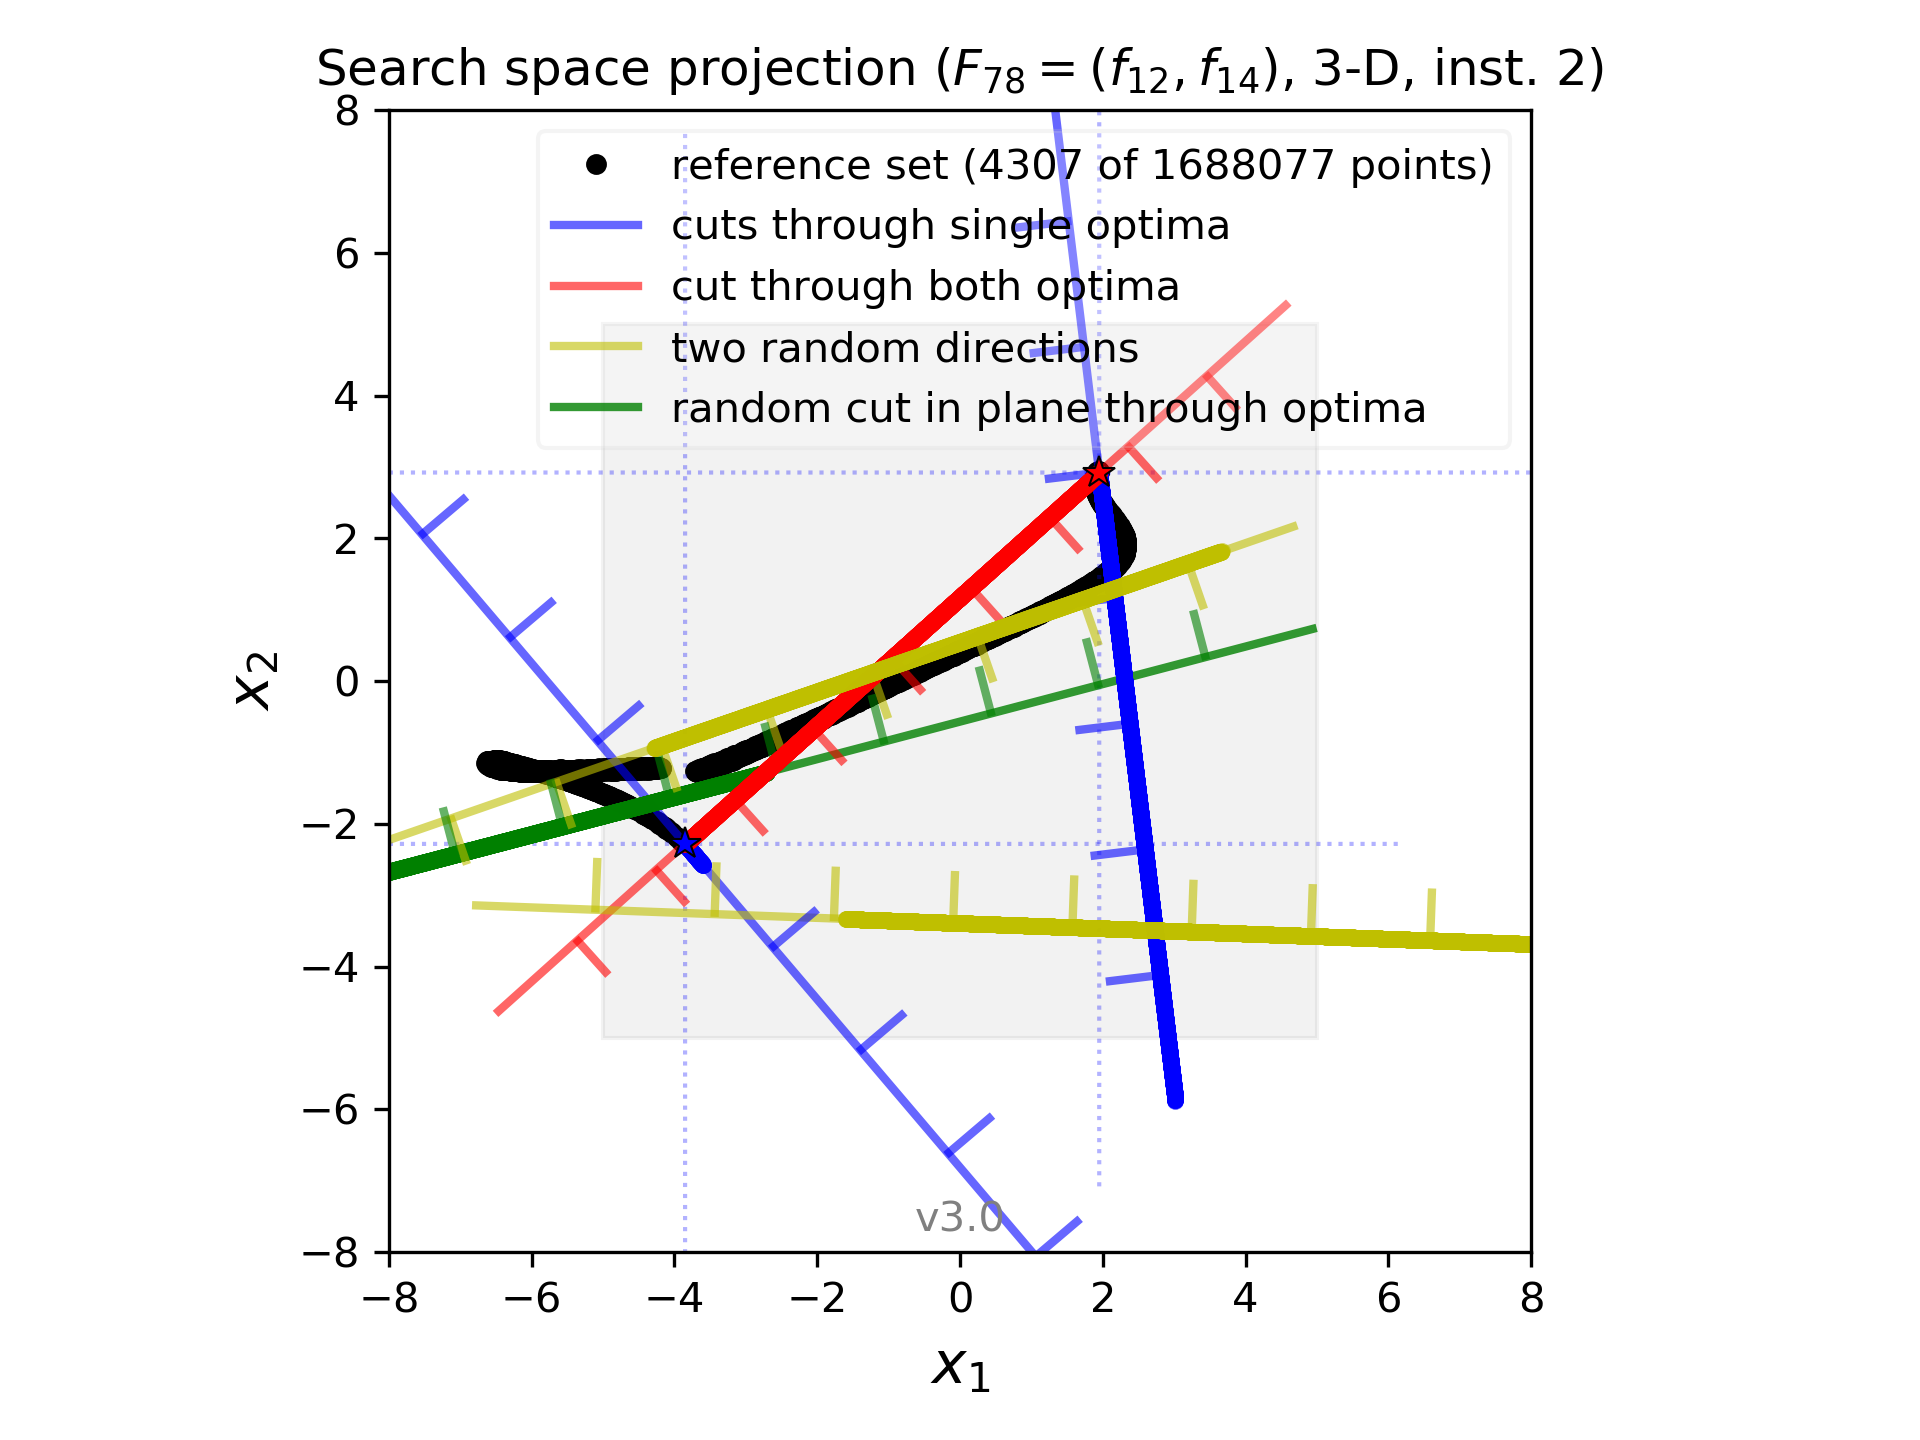 Search space projection (F₇₈ = (f₁₂, f₁₄), 3-D, inst. 2)
reference set (4307 of 1688077 points)
cuts through single optima
cut through both optima
two random directions
random cut in plane through optima
8
6
4
2
0
−2
−4
−6
−8
x₂
v3.0
−8 −6 −4 −2 0 2 4 6 8
x₁